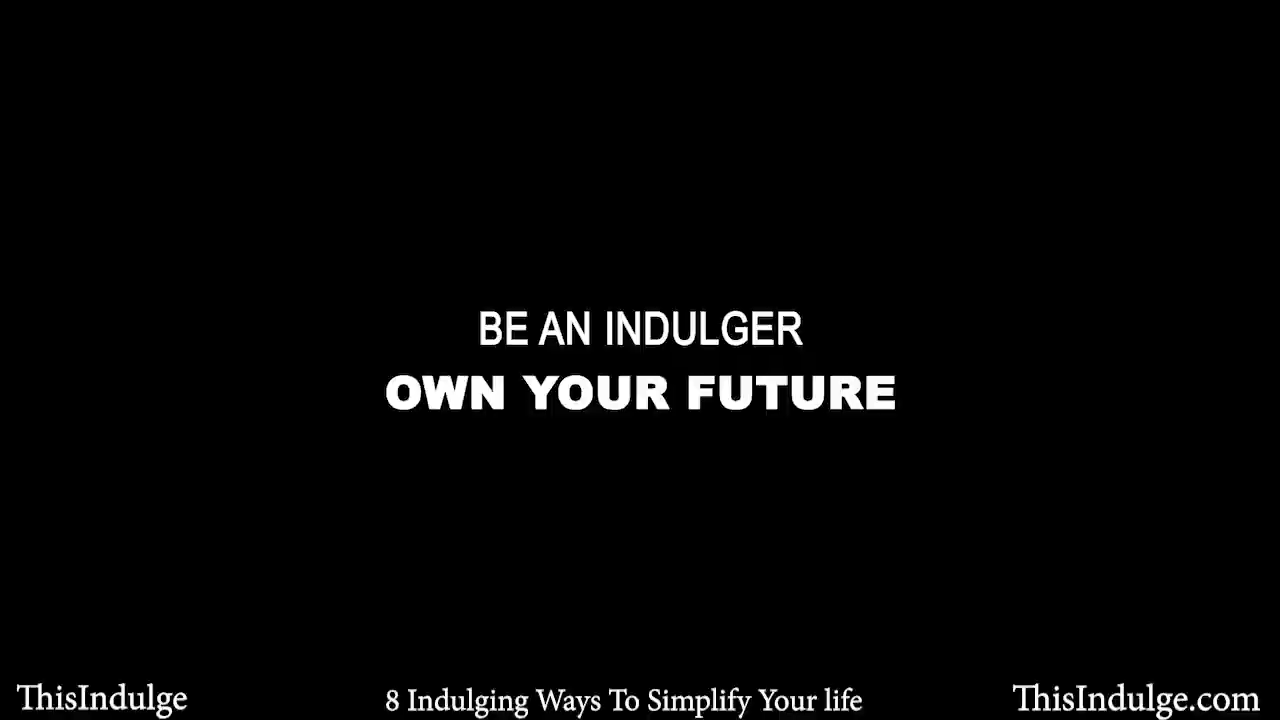 BE AN INDULGER
OWN YOUR FUTURE
ThisIndulge
8 Indulging Ways To Simplify Your life
ThisIndulge.com